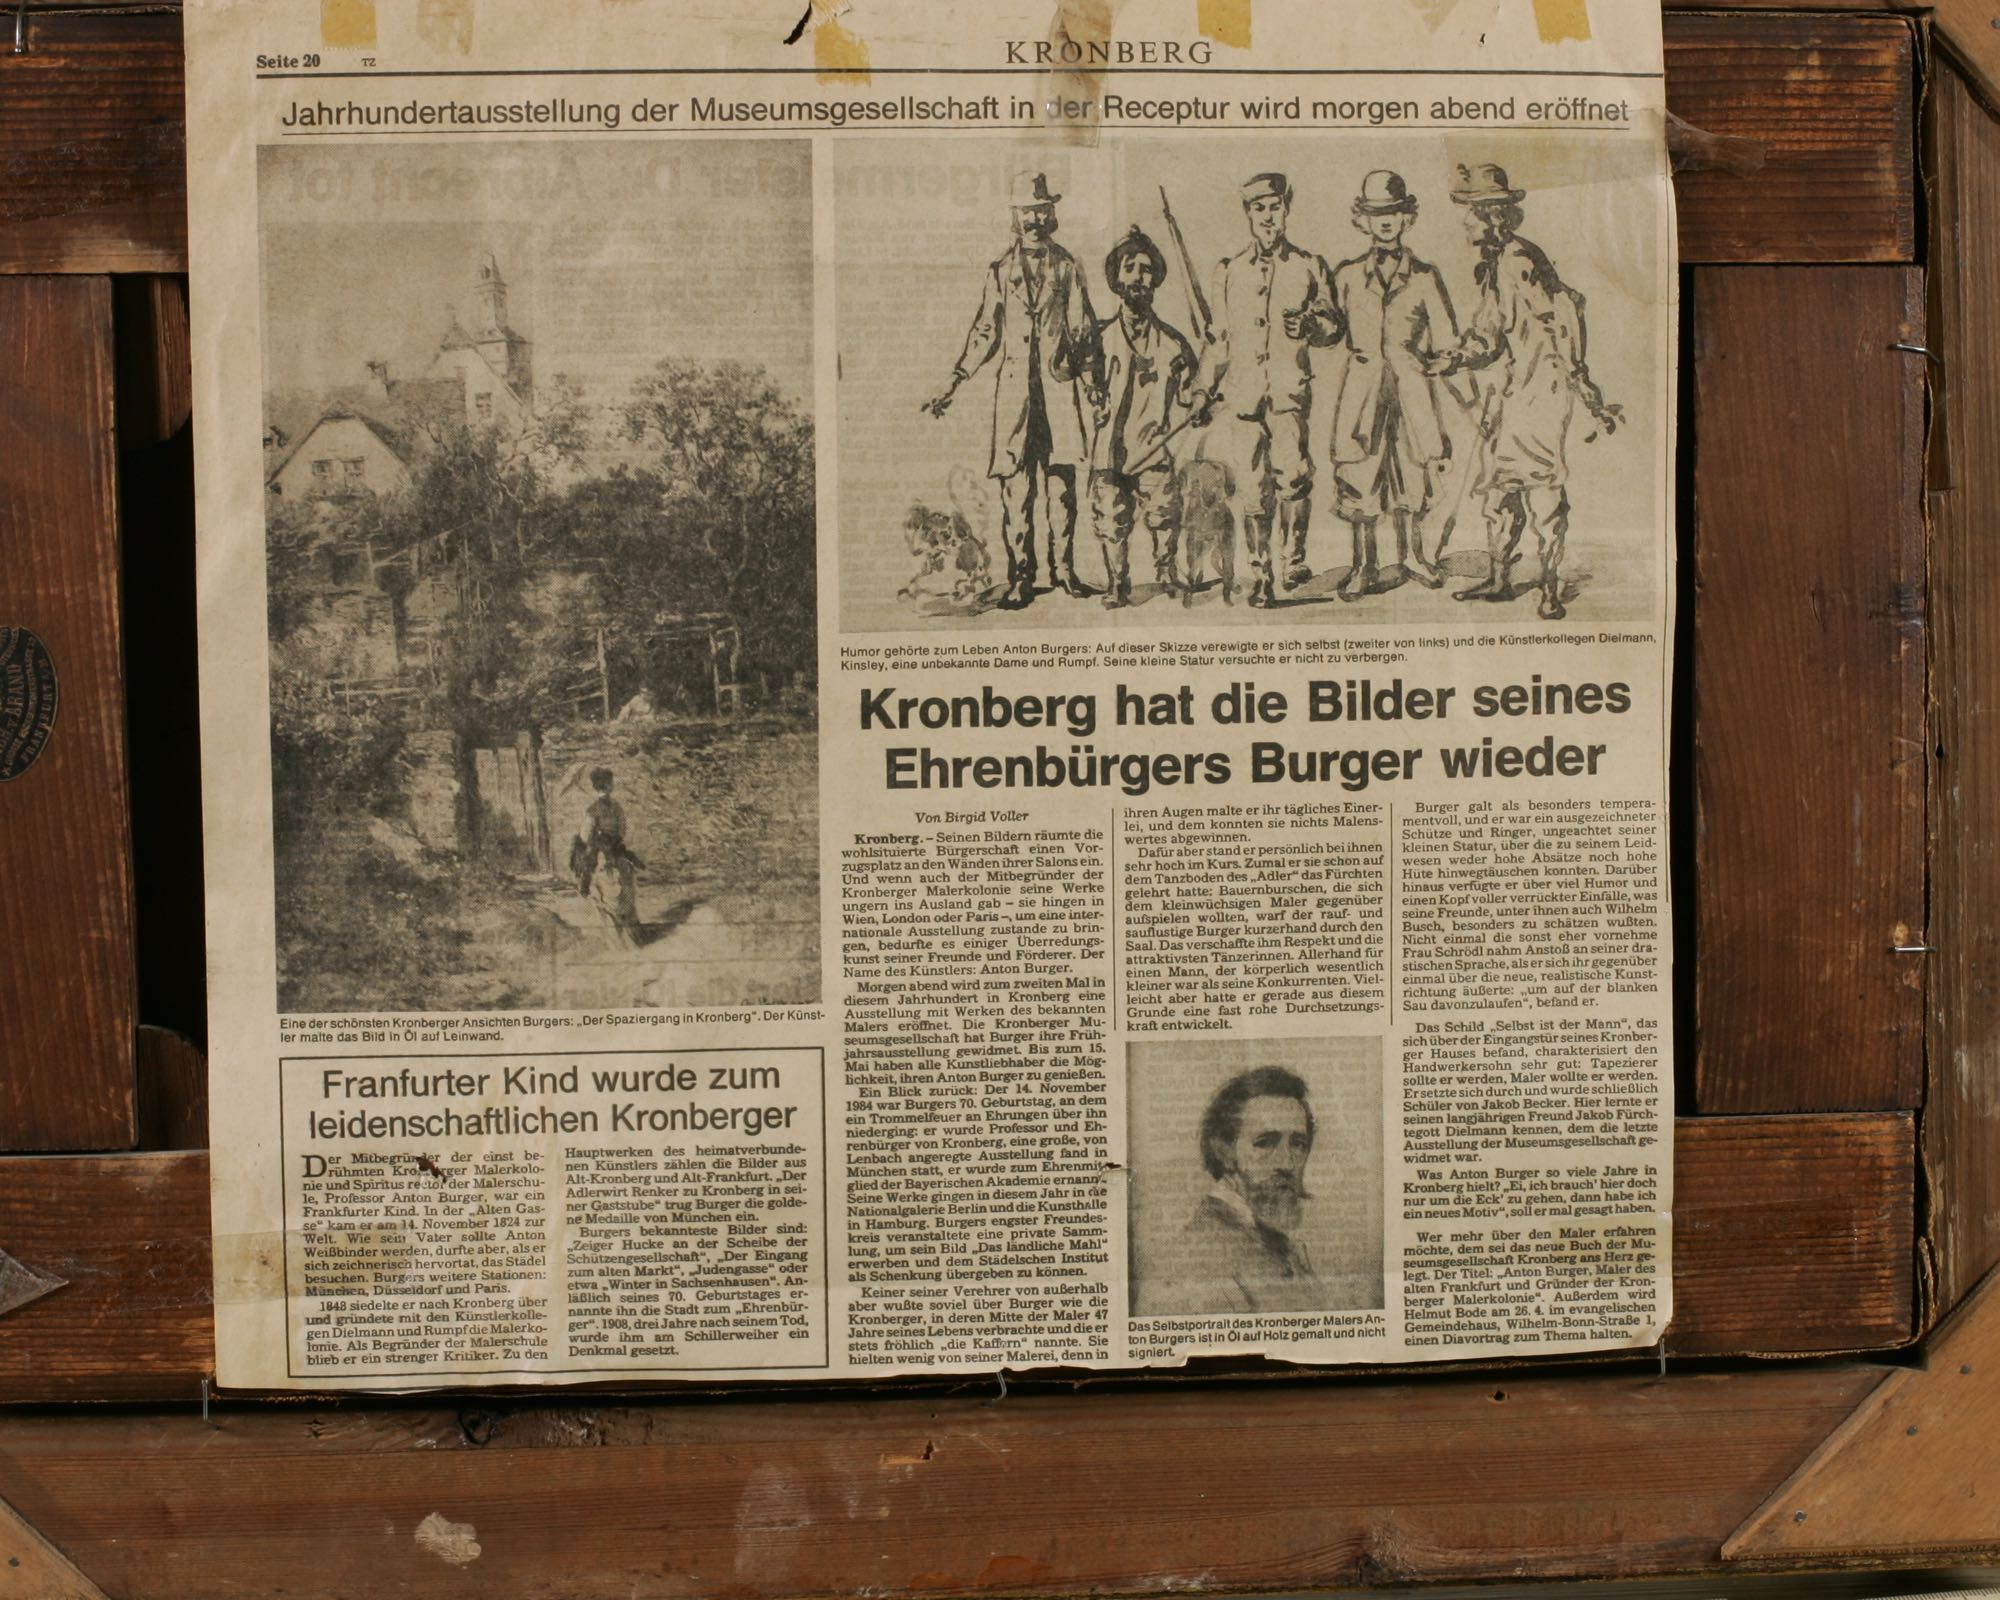 Seite 20
TZ
KRONBERG
Jahrhundertausstellung der Museumsgesellschaft in der Receptur wird morgen abend eröffnet
Humor gehörte zum Leben Anton Burgers: Auf dieser Skizze verewigte er sich selbst (zweiter von links) und die Künstlerkollegen Dielmann,
Kinsley, eine unbekannte Dame und Rumpf. Seine kleine Statur versuchte er nicht zu verbergen.
Eine der schönsten Kronberger Ansichten Burgers: „Der Spaziergang in Kronberg“. Der Künst-
ler malte das Bild in Öl auf Leinwand.
Franfurter Kind wurde zum
leidenschaftlichen Kronberger
Der Mitbegründer der einst be-
rühmten Kronberger Malerkolo-
nie und Spiritus rector der Malerschu-
le, Professor Anton Burger, war ein
Frankfurter Kind. In der „Alten Gas-
se“ kam er am 14. November 1824 zur
Welt. Wie sein Vater sollte Anton
Weißbinder werden, durfte aber, als er
sich zeichnerisch hervortat, das Städel
besuchen. Burgers weitere Stationen:
München, Düsseldorf und Paris.
1848 siedelte er nach Kronberg über
und gründete mit den Künstlerkolle-
gen Dielmann und Rumpf die Malerko-
lonie. Als Begründer der Malerschule
blieb er ein strenger Kritiker. Zu den
Hauptwerken des heimatverbunde-
nen Künstlers zählen die Bilder aus
Alt-Kronberg und Alt-Frankfurt. „Der
Adlerwirt Renker zu Kronberg in sei-
ner Gaststube“ trug Burger die golde-
ne Medaille von München ein.
Burgers bekannteste Bilder sind:
„Zeiger Hucke an der Scheibe der
Schützengesellschaft“, „Der Eingang
zum alten Markt“, „Judengasse“ oder
etwa „Winter in Sachsenhausen“. An-
läßlich seines 70. Geburtstages er-
nannte ihn die Stadt zum „Ehrenbür-
ger“. 1908, drei Jahre nach seinem Tod,
wurde ihm am Schillerweiher ein
Denkmal gesetzt.
Kronberg hat die Bilder seines
Ehrenbürgers Burger wieder
Von Birgid Voller
Kronberg. – Seinen Bildern räumte die
wohlsituierte Bürgerschaft einen Vor-
zugsplatz an den Wänden ihrer Salons ein.
Und wenn auch der Mitbegründer der
Kronberger Malerkolonie seine Werke
ungern ins Ausland gab – sie hingen in
Wien, London oder Paris –, um eine inter-
nationale Ausstellung zustande zu brin-
gen, bedurfte es einiger Überredungs-
kunst seiner Freunde und Förderer. Der
Name des Künstlers: Anton Burger.
Morgen abend wird zum zweiten Mal in
diesem Jahrhundert in Kronberg eine
Ausstellung mit Werken des bekannten
Malers eröffnet. Die Kronberger Mu-
seumsgesellschaft hat Burger ihre Früh-
jahrsausstellung gewidmet. Bis zum 15.
Mai haben alle Kunstliebhaber die Mög-
lichkeit, ihren Anton Burger zu genießen.
Ein Blick zurück: Der 14. November
1984 war Burgers 70. Geburtstag, an dem
ein Trommelfeuer an Ehrungen über ihn
niederging: er wurde Professor und Eh-
renbürger von Kronberg, eine große, von
Lenbach angeregte Ausstellung fand in
München statt, er wurde zum Ehrenmit-
glied der Bayerischen Akademie ernannt.
Seine Werke gingen in diesem Jahr in die
Nationalgalerie Berlin und die Kunsthalle
in Hamburg. Burgers engster Freundes-
kreis veranstaltete eine private Samm-
lung, um sein Bild „Das ländliche Mahl“
erwerben und dem Städelschen Institut
als Schenkung übergeben zu können.
Keiner seiner Verehrer von außerhalb
aber wußte soviel über Burger wie die
Kronberger, in deren Mitte der Maler 47
Jahre seines Lebens verbrachte und die er
stets fröhlich „die Kaffern“ nannte. Sie
hielten wenig von seiner Malerei, denn in
ihren Augen malte er ihr tägliches Einer-
lei, und dem konnten sie nichts Malens-
wertes abgewinnen.
Dafür aber stand er persönlich bei ihnen
sehr hoch im Kurs. Zumal er sie schon auf
dem Tanzboden des „Adler“ das Fürchten
gelehrt hatte: Bauernburschen, die sich
dem kleinwüchsigen Maler gegenüber
aufspielen wollten, warf der rauf- und
sauflustige Burger kurzerhand durch den
Saal. Das verschaffte ihm Respekt und die
attraktivsten Tänzerinnen. Allerhand für
einen Mann, der körperlich wesentlich
kleiner war als seine Konkurrenten. Viel-
leicht aber hatte er gerade aus diesem
Grunde eine fast rohe Durchsetzungs-
kraft entwickelt.
Das Selbstportrait des Kronberger Malers An-
ton Burgers ist in Öl auf Holz gemalt und nicht
signiert.
Burger galt als besonders tempera-
mentvoll, und er war ein ausgezeichneter
Schütze und Ringer, ungeachtet seiner
kleinen Statur, über die zu seinem Leid-
wesen weder hohe Absätze noch hohe
Hüte hinwegtäuschen konnten. Darüber
hinaus verfügte er über viel Humor und
einen Kopf voller verrückter Einfälle, was
seine Freunde, unter ihnen auch Wilhelm
Busch, besonders zu schätzen wußten.
Nicht einmal die sonst eher vornehme
Frau Schrödl nahm Anstoß an seiner dra-
stischen Sprache, als er sich ihr gegenüber
einmal über die neue, realistische Kunst-
richtung äußerte: „um auf der blanken
Sau davonzulaufen“, befand er.
Das Schild „Selbst ist der Mann“, das
sich über der Eingangstür seines Kronber-
ger Hauses befand, charakterisiert den
Handwerkersohn sehr gut: Tapezierer
sollte er werden, Maler wollte er werden.
Er setzte sich durch und wurde schließlich
Schüler von Jakob Becker. Hier lernte er
seinen langjährigen Freund Jakob Fürch-
tegott Dielmann kennen, dem die letzte
Ausstellung der Museumsgesellschaft ge-
widmet war.
Was Anton Burger so viele Jahre in
Kronberg hielt? „Ei, ich brauch' hier doch
nur um die Eck' zu gehen, dann habe ich
ein neues Motiv“, soll er mal gesagt haben.
Wer mehr über den Maler erfahren
möchte, dem sei das neue Buch der Mu-
seumsgesellschaft Kronberg ans Herz ge-
legt. Der Titel: „Anton Burger, Maler des
alten Frankfurt und Gründer der Kron-
berger Malerkolonie“. Außerdem wird
Helmut Bode am 26. 4. im evangelischen
Gemeindehaus, Wilhelm-Bonn-Straße 1,
einen Diavortrag zum Thema halten.